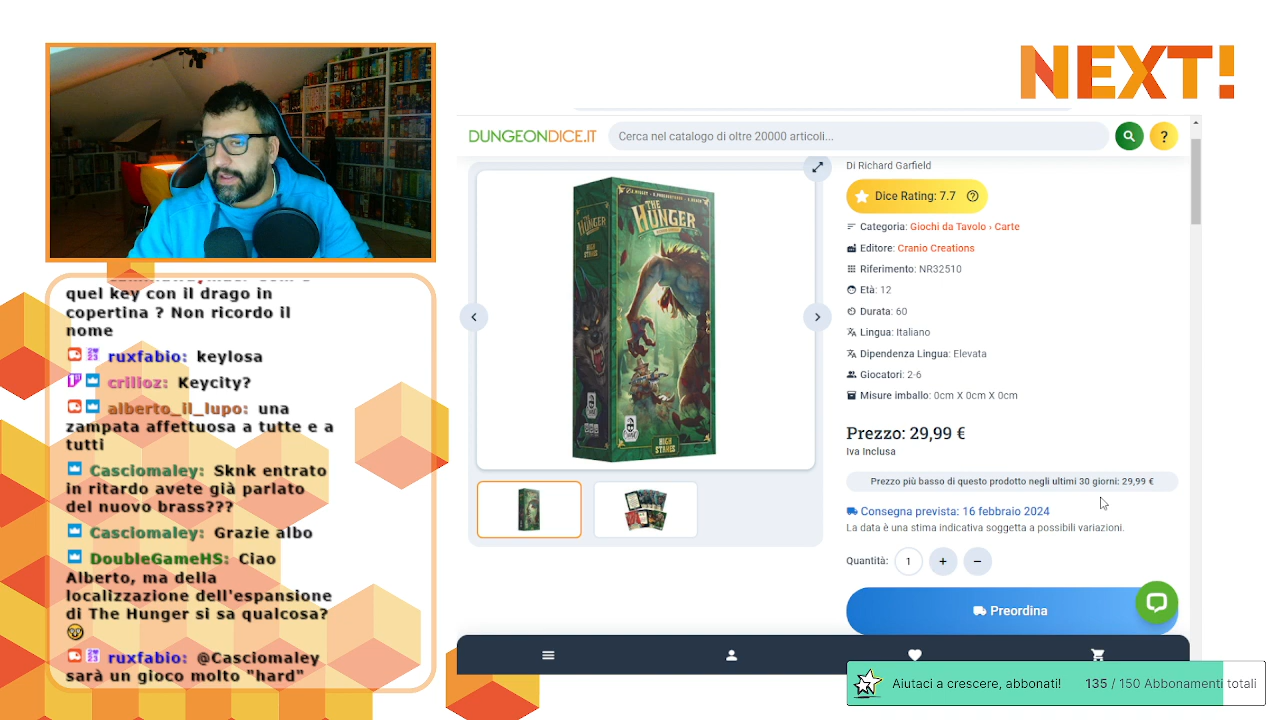 NEXT!
DUNGEONDICE.IT
Cerca nel catalogo di oltre 20000 articoli...
?
Di Richard Garfield
Dice Rating: 7.7
Categoria: Giochi da Tavolo › Carte
Editore: Cranio Creations
Riferimento: NR32510
Età: 12
Durata: 60
Lingua: Italiano
Dipendenza Lingua: Elevata
Giocatori: 2-6
Misure imballo: 0cm X 0cm X 0cm
Prezzo: 29,99 €
Iva Inclusa
Prezzo più basso di questo prodotto negli ultimi 30 giorni: 29,99 €
Consegna prevista: 16 febbraio 2024
La data è una stima indicativa soggetta a possibili variazioni.
Quantità: 1 + −
Preordina
THE HUNGER
HIGH STAKES
THE HUNGER
HIGH STAKES
quel key con il drago in
copertina ? Non ricordo il
nome
ruxfabio: keylosa
crilloz: Keycity?
alberto_il_lupo: una
zampata affettuosa a tutte e a
tutti
Casciomaley: Sknk entrato
in ritardo avete già parlato
del nuovo brass???
Casciomaley: Grazie albo
DoubleGameHS: Ciao
Alberto, ma della
localizzazione dell'espansione
di The Hunger si sa qualcosa?
ruxfabio: @Casciomaley
sarà un gioco molto "hard"
Aiutaci a crescere, abbonati! 135 / 150 Abbonamenti totali